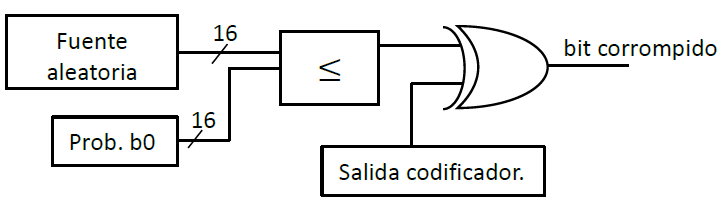 Fuente
aleatoria
16
≤
bit corrompido
16
Prob. b0
Salida codificador.